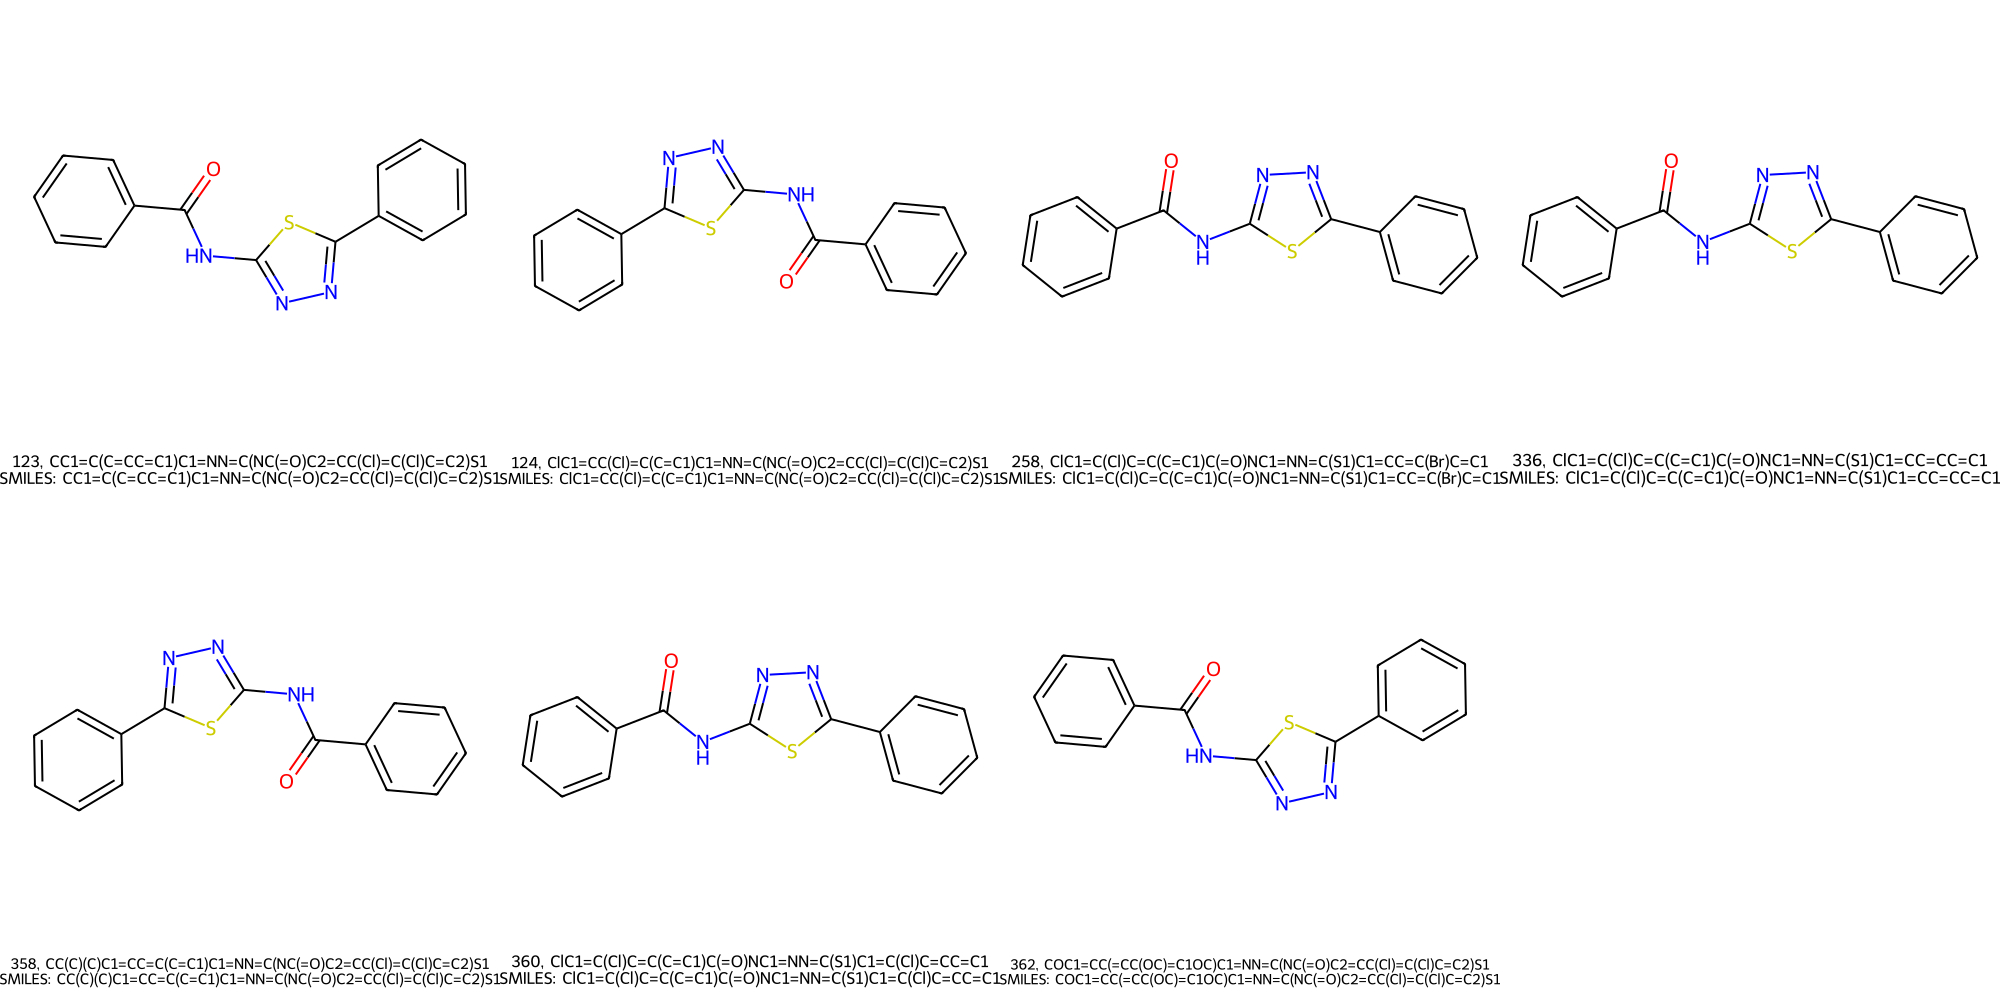 O
S
HN
N N
N N
NH
S
O
O
N N
N
H
S
O
N N
N
H
S
123, CC1=C(C=CC=C1)C1=NN=C(NC(=O)C2=CC(Cl)=C(Cl)C=C2)S1
SMILES: CC1=C(C=CC=C1)C1=NN=C(NC(=O)C2=CC(Cl)=C(Cl)C=C2)S1
124, ClC1=CC(Cl)=C(C=C1)C1=NN=C(NC(=O)C2=CC(Cl)=C(Cl)C=C2)S1
SMILES: ClC1=CC(Cl)=C(C=C1)C1=NN=C(NC(=O)C2=CC(Cl)=C(Cl)C=C2)S1
258, ClC1=C(Cl)C=C(C=C1)C(=O)NC1=NN=C(S1)C1=CC=C(Br)C=C1
SMILES: ClC1=C(Cl)C=C(C=C1)C(=O)NC1=NN=C(S1)C1=CC=C(Br)C=C1
336, ClC1=C(Cl)C=C(C=C1)C(=O)NC1=NN=C(S1)C1=CC=CC=C1
SMILES: ClC1=C(Cl)C=C(C=C1)C(=O)NC1=NN=C(S1)C1=CC=CC=C1
N N
NH
S
O
O
N N
N
H
S
O
S
HN
N N
358, CC(C)(C)C1=CC=C(C=C1)C1=NN=C(NC(=O)C2=CC(Cl)=C(Cl)C=C2)S1
SMILES: CC(C)(C)C1=CC=C(C=C1)C1=NN=C(NC(=O)C2=CC(Cl)=C(Cl)C=C2)S1
360, ClC1=C(Cl)C=C(C=C1)C(=O)NC1=NN=C(S1)C1=C(Cl)C=CC=C1
SMILES: ClC1=C(Cl)C=C(C=C1)C(=O)NC1=NN=C(S1)C1=C(Cl)C=CC=C1
362, COC1=CC(=CC(OC)=C1OC)C1=NN=C(NC(=O)C2=CC(Cl)=C(Cl)C=C2)S1
SMILES: COC1=CC(=CC(OC)=C1OC)C1=NN=C(NC(=O)C2=CC(Cl)=C(Cl)C=C2)S1